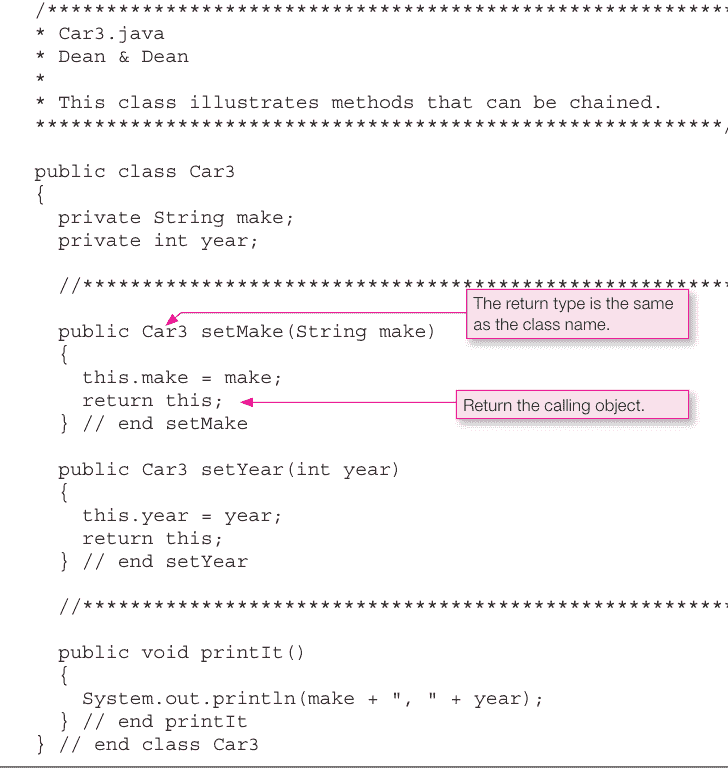 /*********************************************************
* Car3.java
* Dean & Dean
*
* This class illustrates methods that can be chained.
**********************************************************/
public class Car3
{
private String make;
private int year;
//******************************************************
The return type is the same
as the class name.
public Car3 setMake(String make)
{
this.make = make;
return this;
Return the calling object.
} // end setMake
public Car3 setYear(int year)
{
this.year = year;
return this;
} // end setYear
//******************************************************
public void printIt()
{
System.out.println(make + ", " + year);
} // end printIt
} // end class Car3